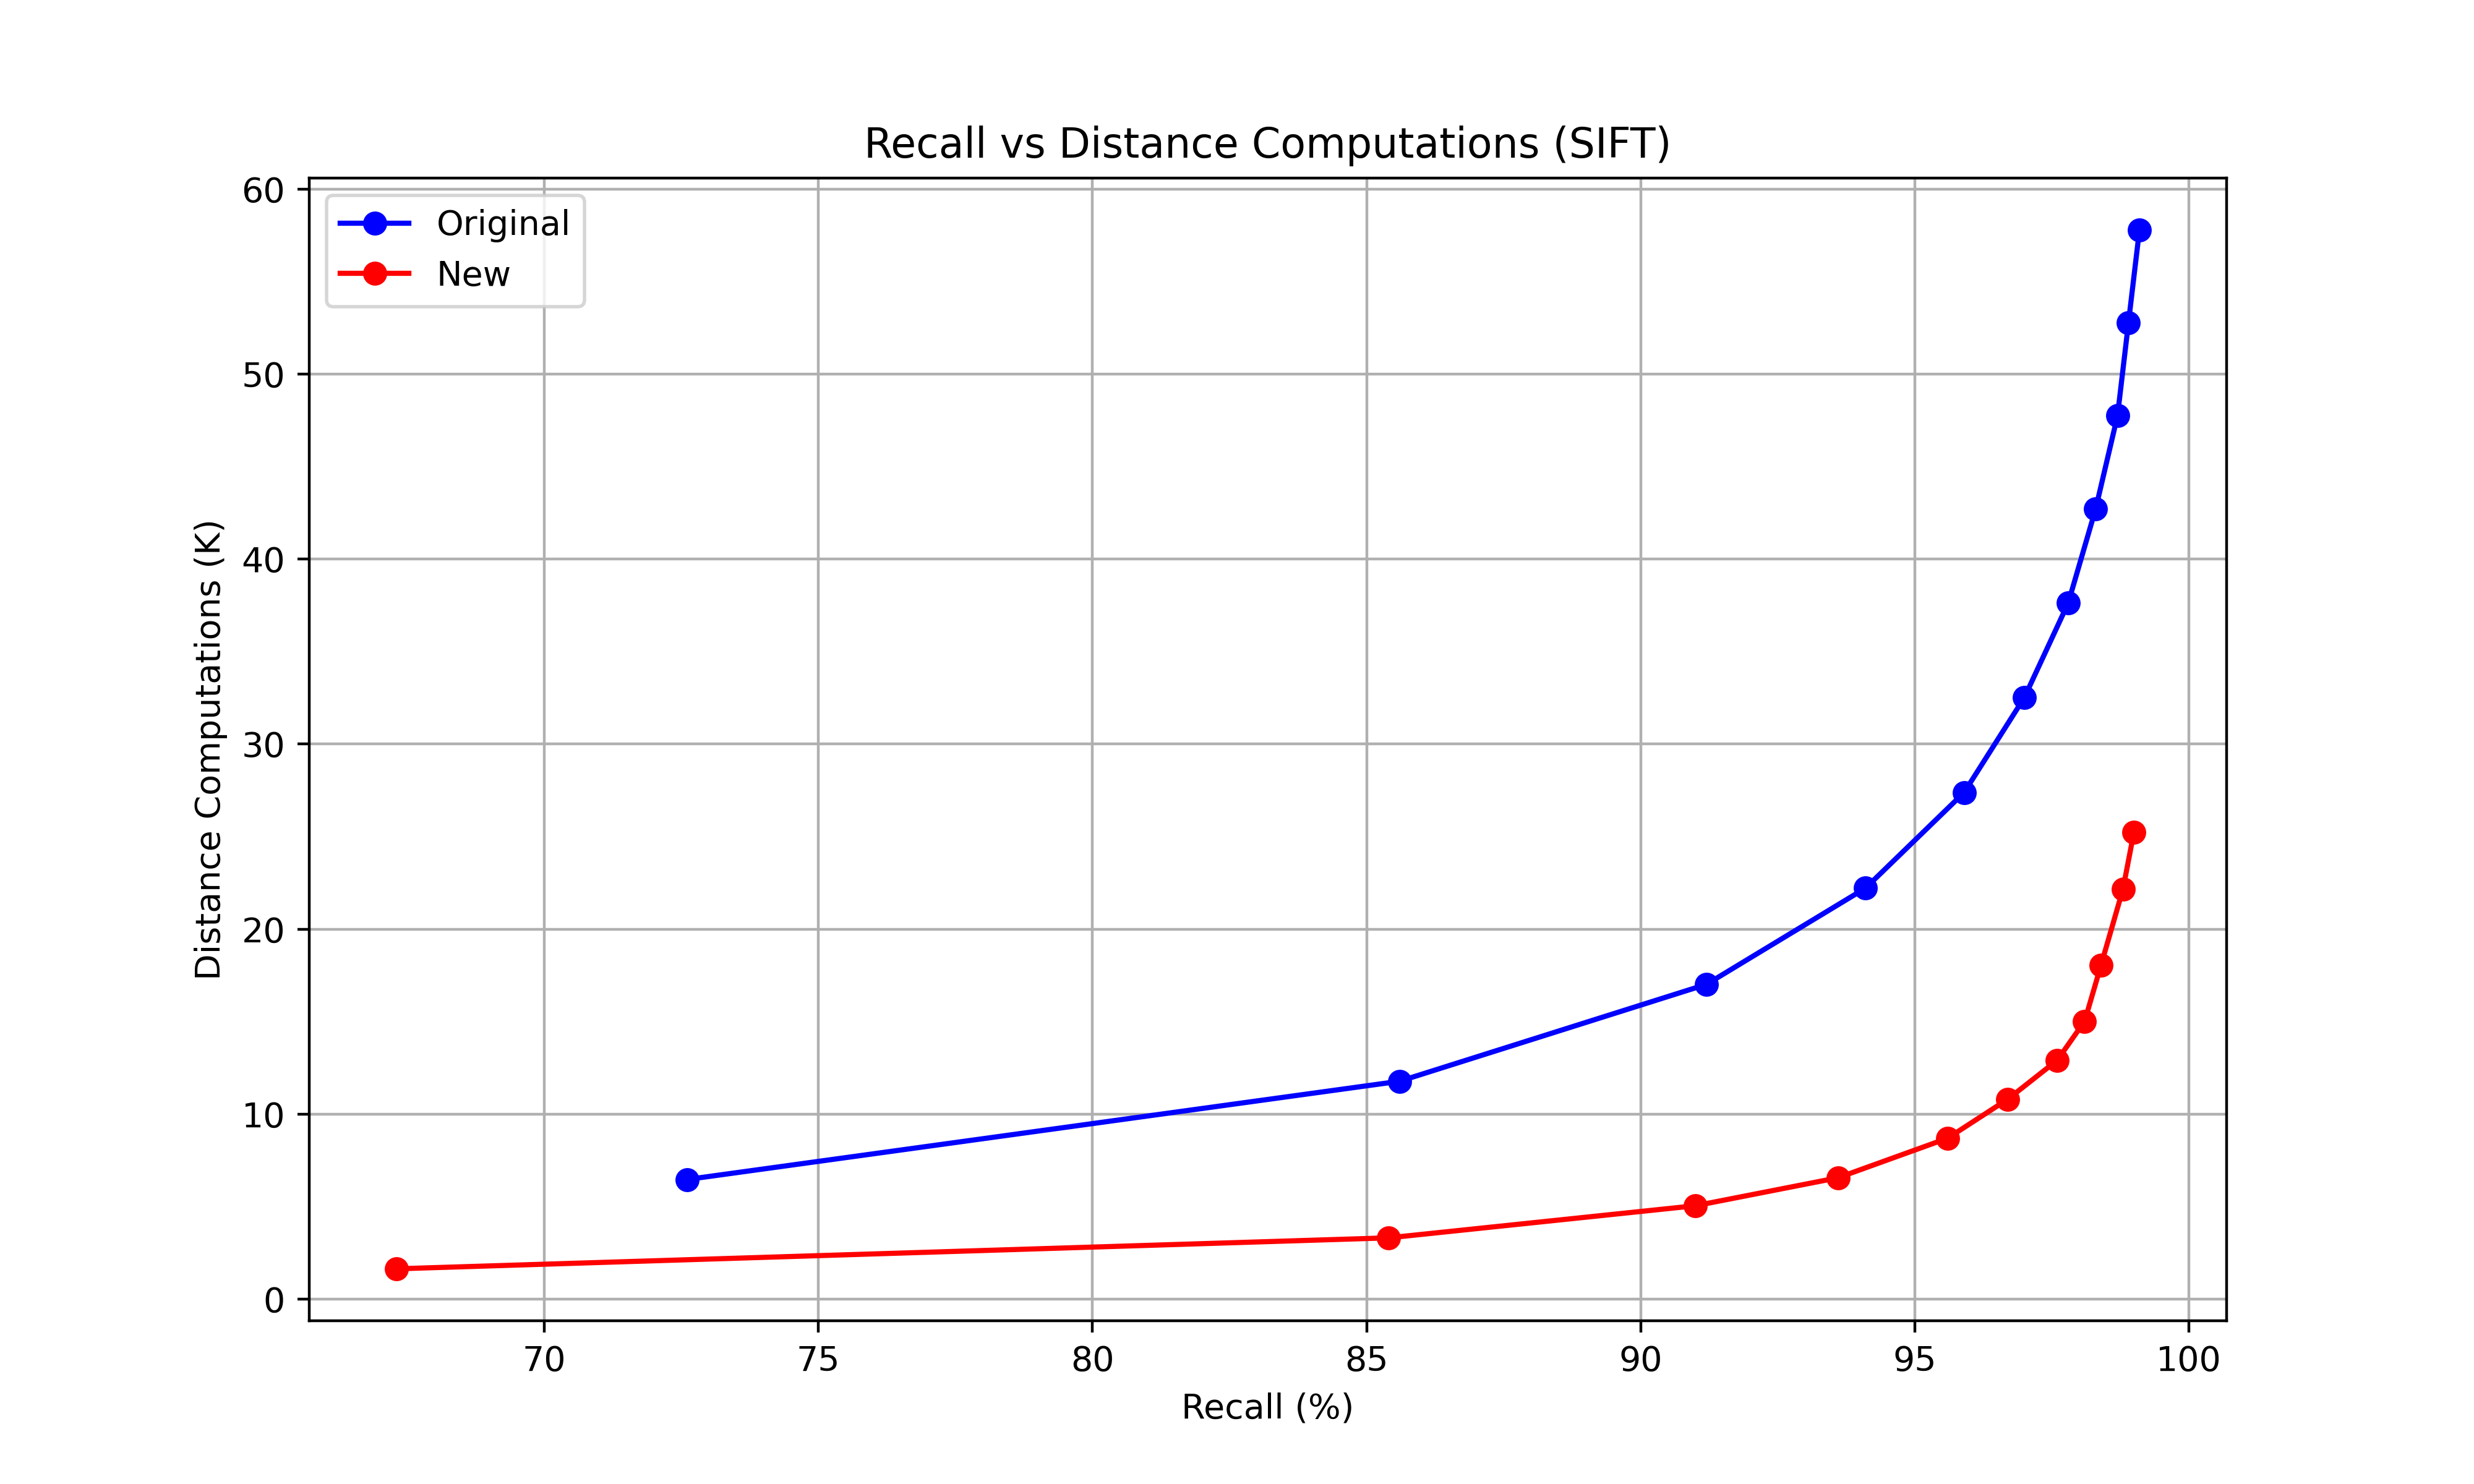 Recall vs Distance Computations (SIFT)
Original
New
Distance Computations (K)
60
50
40
30
20
10
0
70 75 80 85 90 95 100
Recall (%)